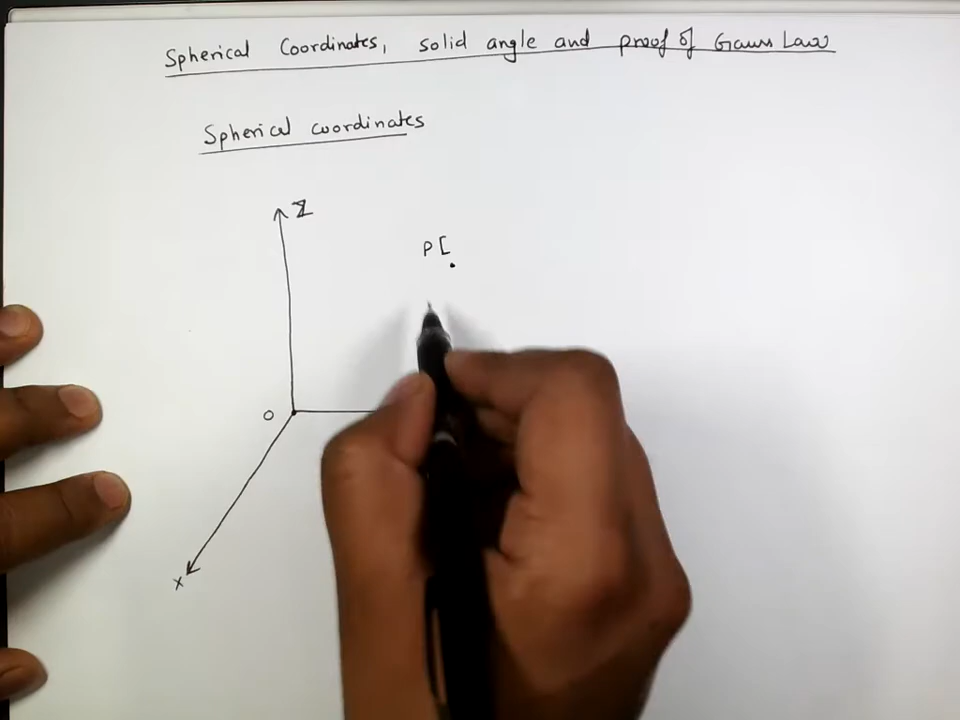 Spherical Coordinates, solid angle and proof of Gauss Law
Spherical coordinates
Z
P [
O
X